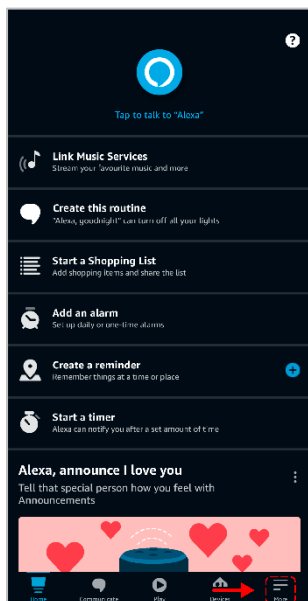 ?
Tap to talk to "Alexa"
Link Music Services
Stream your favourite music and more
Create this routine
"Alexa, goodnight" can turn off all your lights
Start a Shopping List
Add shopping items and share the list
Add an alarm
Set up daily or one-time alarms
Create a reminder
Remember things at a time or place
Start a timer
Alexa can notify you after a set amount of time
Alexa, announce I love you
Tell that special person how you feel with
Announcements
Home Communicate Play Devices More